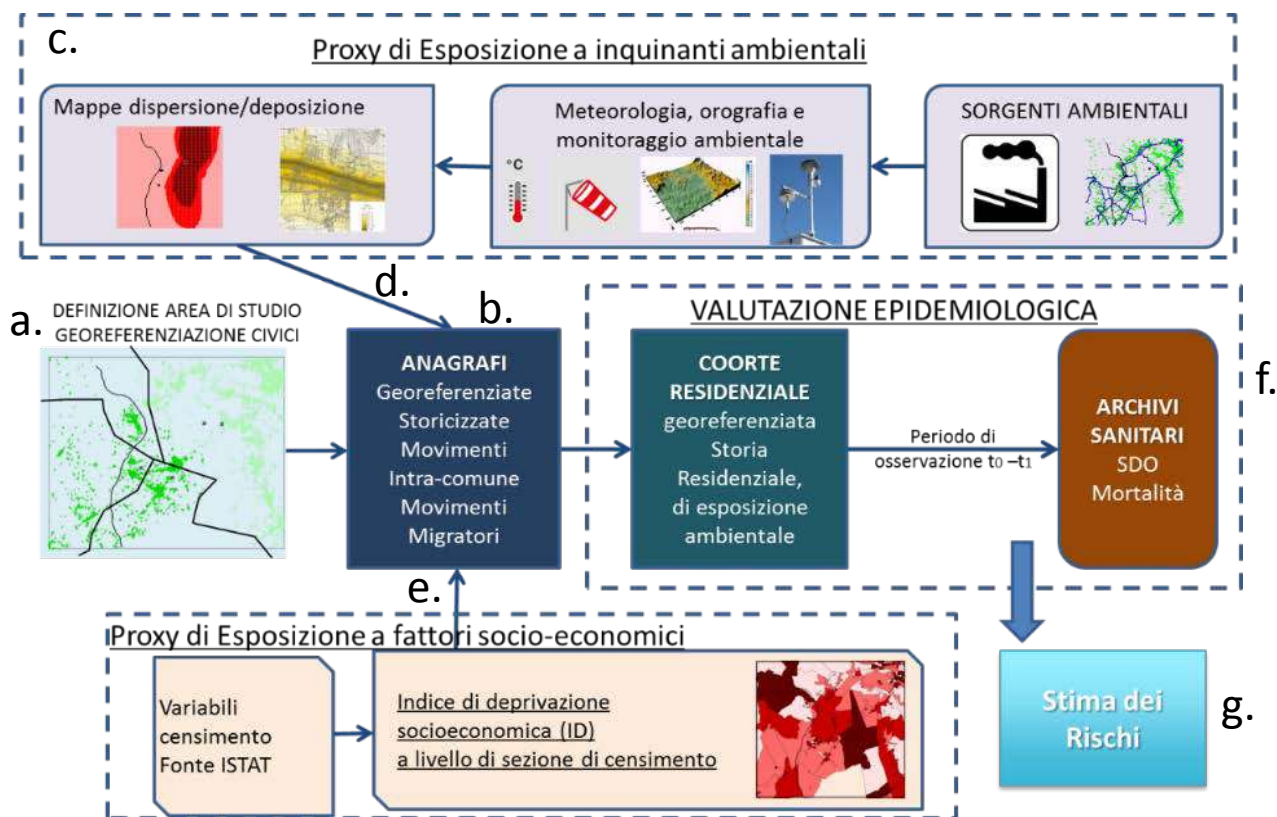 c.
Proxy di Esposizione a inquinanti ambientali
Mappe dispersione/deposizione
Meteorologia, orografia e
monitoraggio ambientale
°C
SORGENTI AMBIENTALI
d.
a.
DEFINIZIONE AREA DI STUDIO
GEOREFERENZIAZIONE CIVICI
b.
ANAGRAFI
Georeferenziate
Storicizzate
Movimenti
Intra-comune
Movimenti
Migratori
VALUTAZIONE EPIDEMIOLOGICA
COORTE
RESIDENZIALE
georeferenziata
Storia
Residenziale,
di esposizione
ambientale
Periodo di
osservazione t0 –t1
ARCHIVI
SANITARI
SDO
Mortalità
f.
e.
Proxy di Esposizione a fattori socio-economici
Variabili
censimento
Fonte ISTAT
Indice di deprivazione
socioeconomica (ID)
a livello di sezione di censimento
Stima dei
Rischi
g.